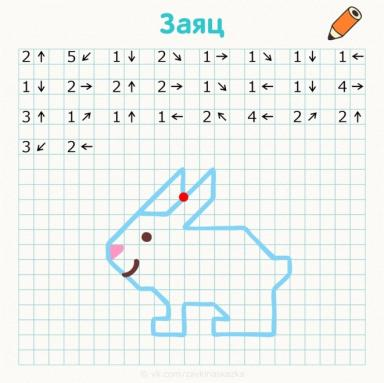 Заяц
2 ↑ 5 ↙ 1 ↓ 2 ↘ 1 → 1 ↘ 1 ↓ 1 ←
1 ↓ 2 → 2 ↑ 2 → 1 ↘ 1 ← 1 ↓ 4 →
3 ↑ 1 ↗ 1 ↑ 1 ← 2 ↖ 4 ← 2 ↗ 2 ↑
3 ↙ 2 ←
© vk.com/zaykinaskazka